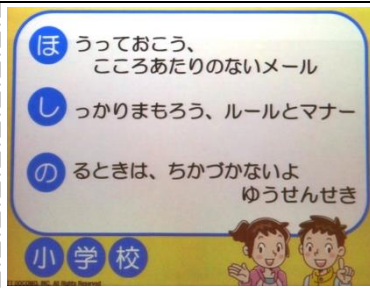 ほうっておこう、
こころあたりのないメール
しっかりまもろう、ルールとマナー
のるときは、ちかづかないよ
ゆうせんせき
小学校